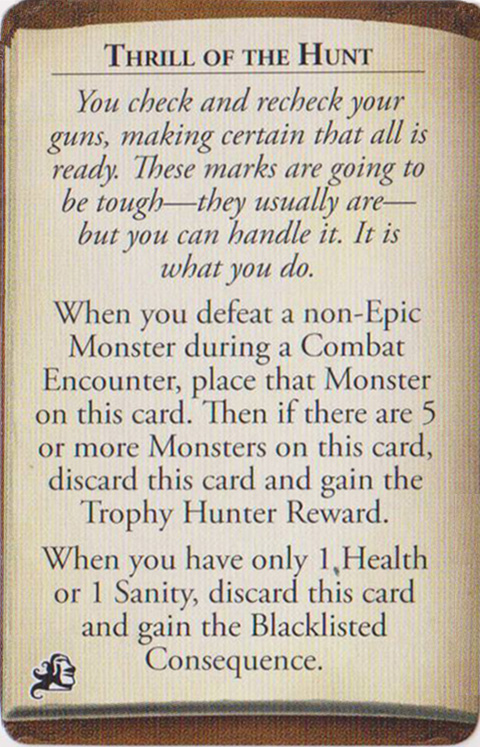 THRILL OF THE HUNT
You check and recheck your
guns, making certain that all is
ready. These marks are going to
be tough—they usually are—
but you can handle it. It is
what you do.
When you defeat a non-Epic
Monster during a Combat
Encounter, place that Monster
on this card. Then if there are 5
or more Monsters on this card,
discard this card and gain the
Trophy Hunter Reward.
When you have only 1 Health
or 1 Sanity, discard this card
and gain the Blacklisted
Consequence.